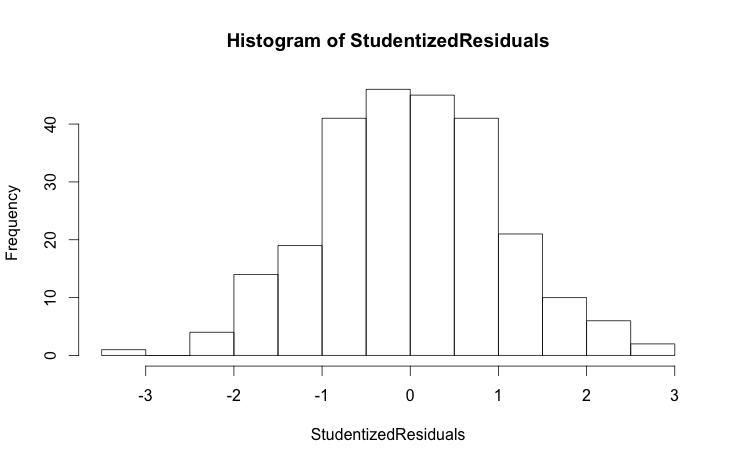 Histogram of StudentizedResiduals
Frequency
40
30
20
10
0
-3 -2 -1 0 1 2 3
StudentizedResiduals